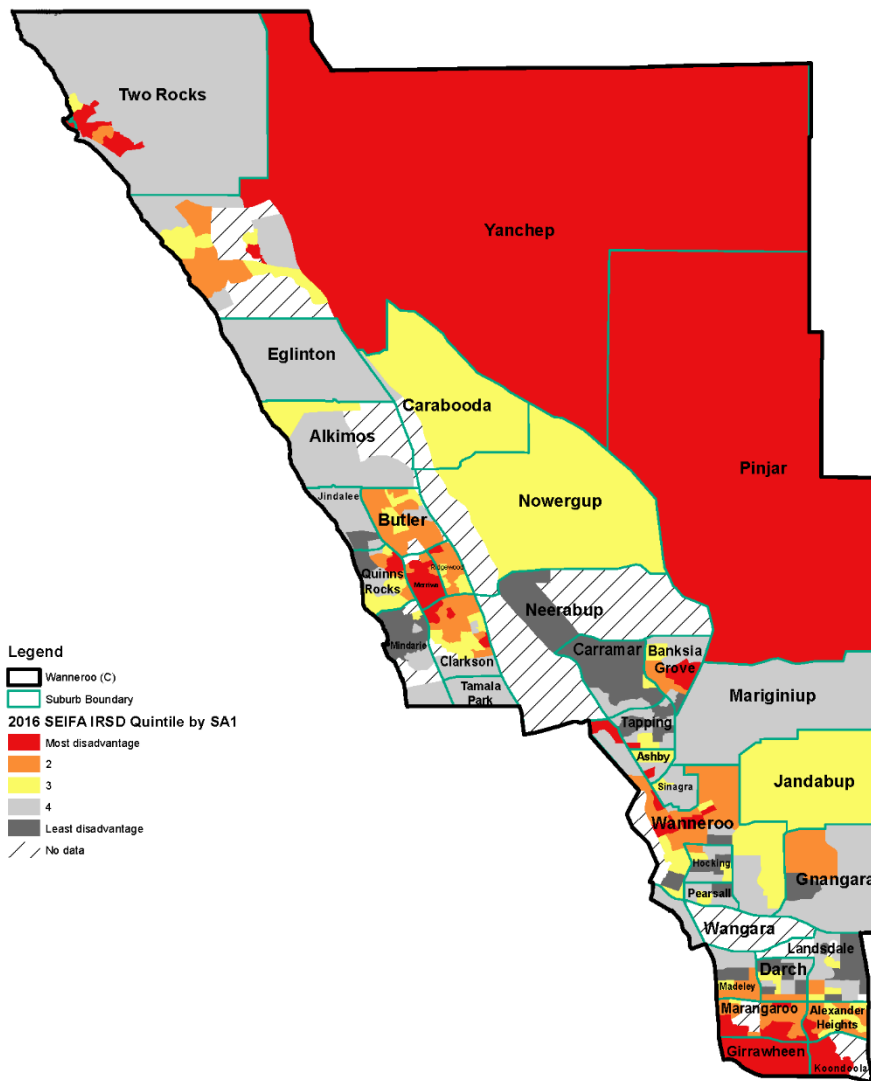 Two Rocks
Yanchep
Eglinton
Carabooda
Alkimos
Pinjar
Nowergup
Jindalee
Butler
Ridgewood
Quinns
Rocks
Merriwa
Neerabup
Mindarie
Carramar
Banksia
Grove
Clarkson
Tamala
Park
Mariginiup
Tapping
Ashby
Sinagra
Jandabup
Wanneroo
Hocking
Gnangara
Pearsall
Wangara
Landsdale
Darch
Madeley
Marangaroo
Alexander
Heights
Girrawheen
Koondoola
Legend
Wanneroo (C)
Suburb Boundary
2016 SEIFA IRSD Quintile by SA1
Most disadvantage
2
3
4
Least disadvantage
No data